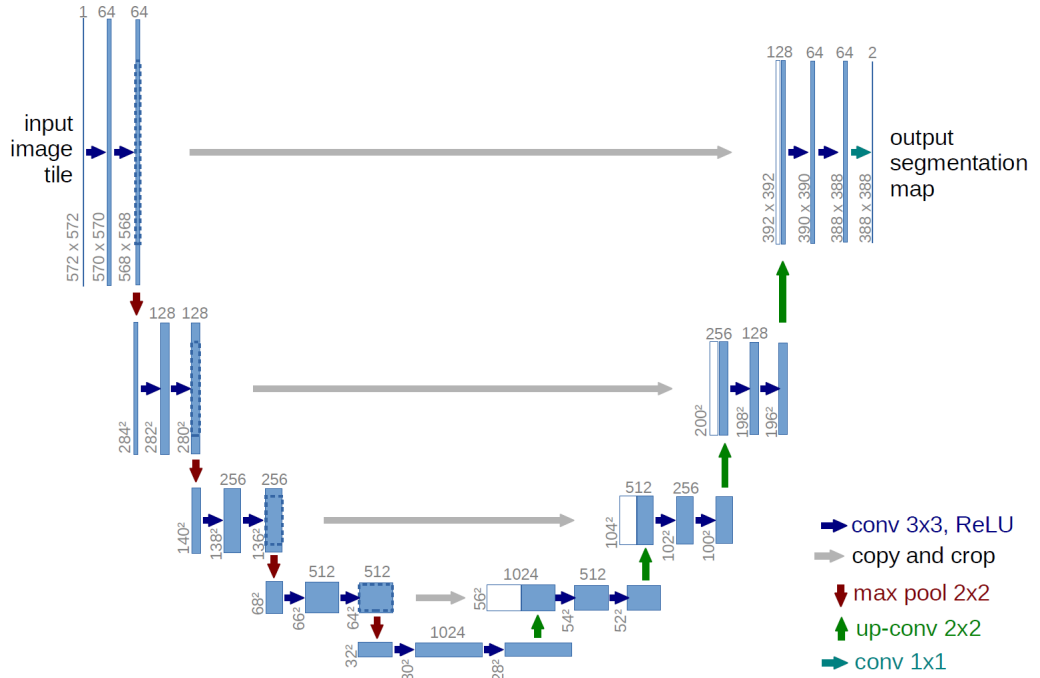 1 64 64
input
image
tile
572 x 572
570 x 570
568 x 568
128 64 64 2
output
segmentation
map
392 x 392
390 x 390
388 x 388
388 x 388
128 128
284²
282²
280²
256 128
200²
198²
196²
256 256
140²
138²
136²
512 256
104²
102²
100²
512 512
68²
66²
64²
1024 512
56²
54²
52²
1024
32²
30²
28²
conv 3x3, ReLU
copy and crop
max pool 2x2
up-conv 2x2
conv 1x1